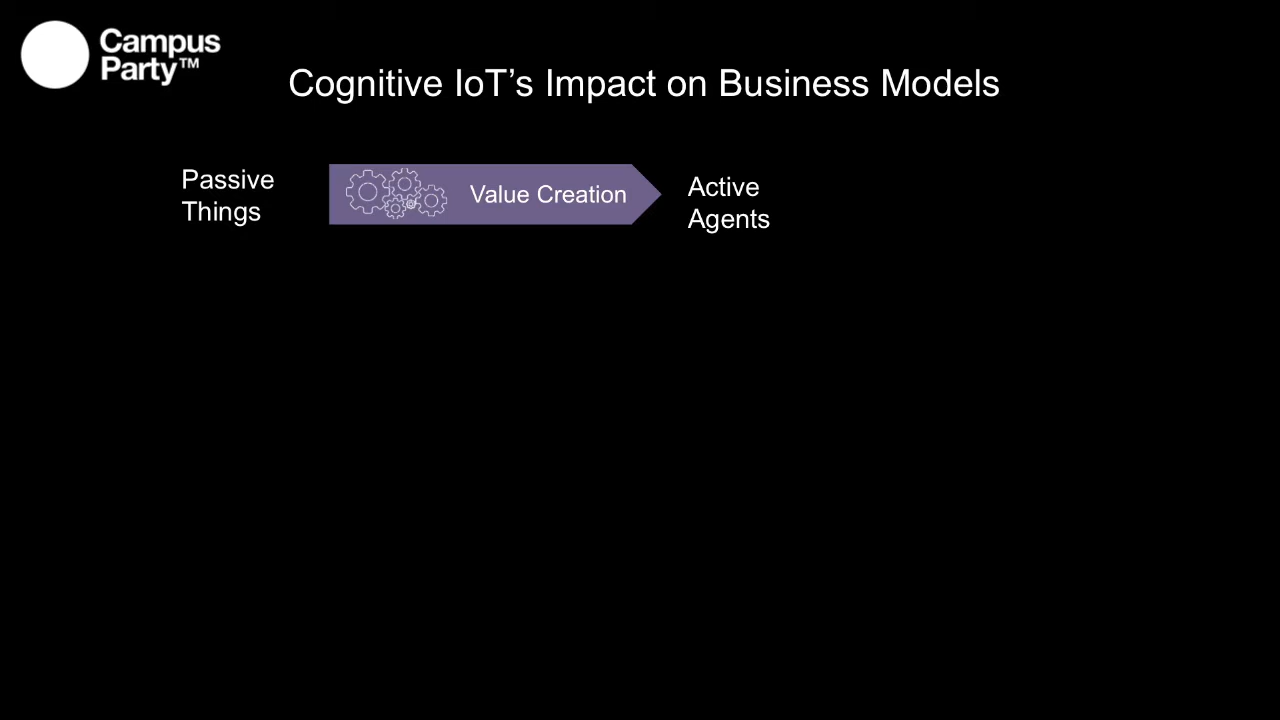 Campus
Party™
Cognitive IoT’s Impact on Business Models
Passive
Things
Value Creation
Active
Agents